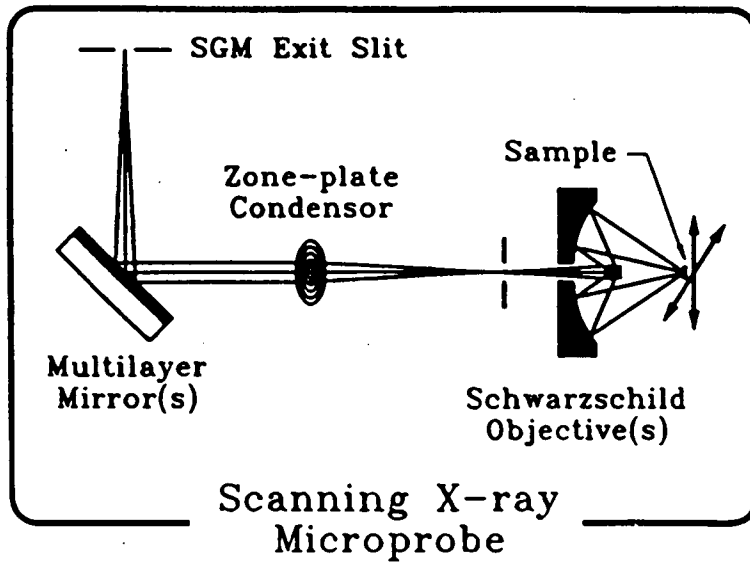 SGM Exit Slit
Sample
Zone-plate
Condensor
Multilayer
Mirror(s)
Schwarzschild
Objective(s)
Scanning X-ray
Microprobe